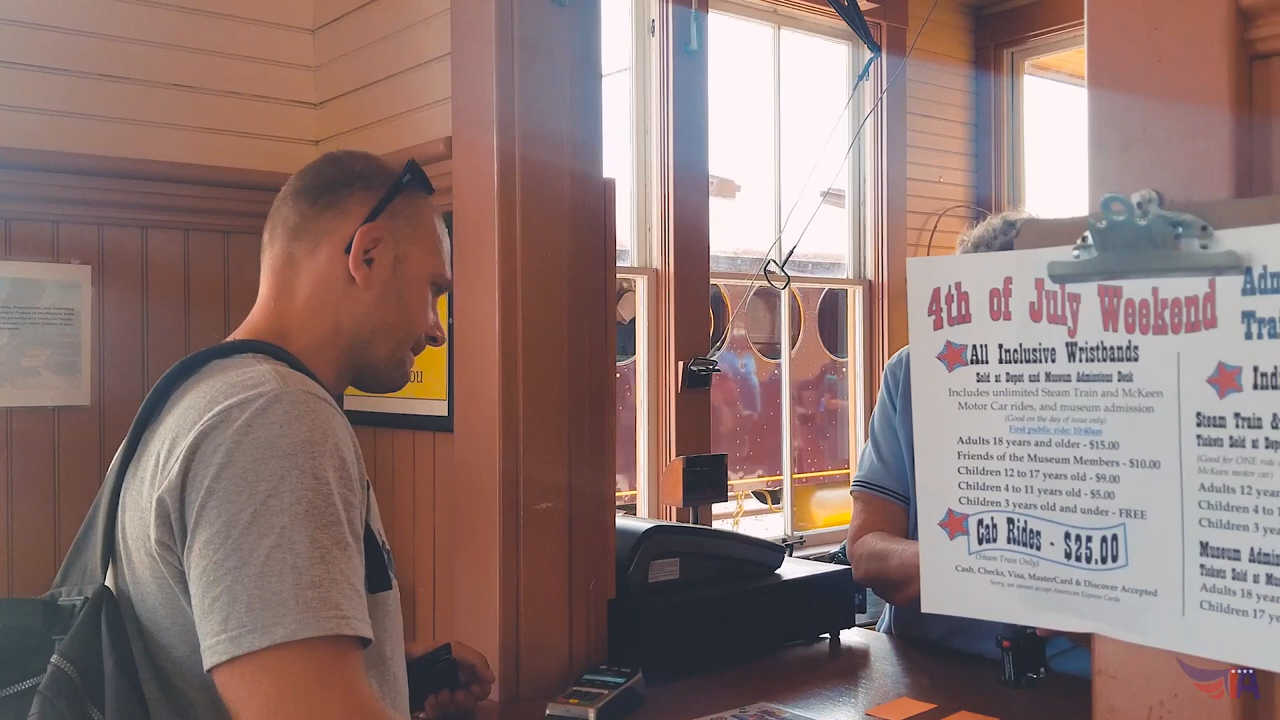 4th of July Weekend
All Inclusive Wristbands
Sold at Depot and Museum Admissions Desk
Includes unlimited Steam Train and McKeen
Motor Car rides, and museum admission
(Good on the day of issue only)
First public ride: 10:40am
Adults 18 years and older - $15.00
Friends of the Museum Members - $10.00
Children 12 to 17 years old - $9.00
Children 4 to 11 years old - $5.00
Children 3 years old and under - FREE
Cab Rides - $25.00
(Steam Train Only)
Cash, Checks, Visa, MasterCard & Discover Accepted
Sorry, we cannot accept American Express Cards
Adm
Trai
Indi
Steam Train &
Tickets Sold at Dep
(Good for ONE ride
McKeen motor car)
Adults 12 year
Children 4 to 1
Children 3 ye
Museum Admis
Tickets Sold at Mu
Adults 18 year
Children 17 ye
ou